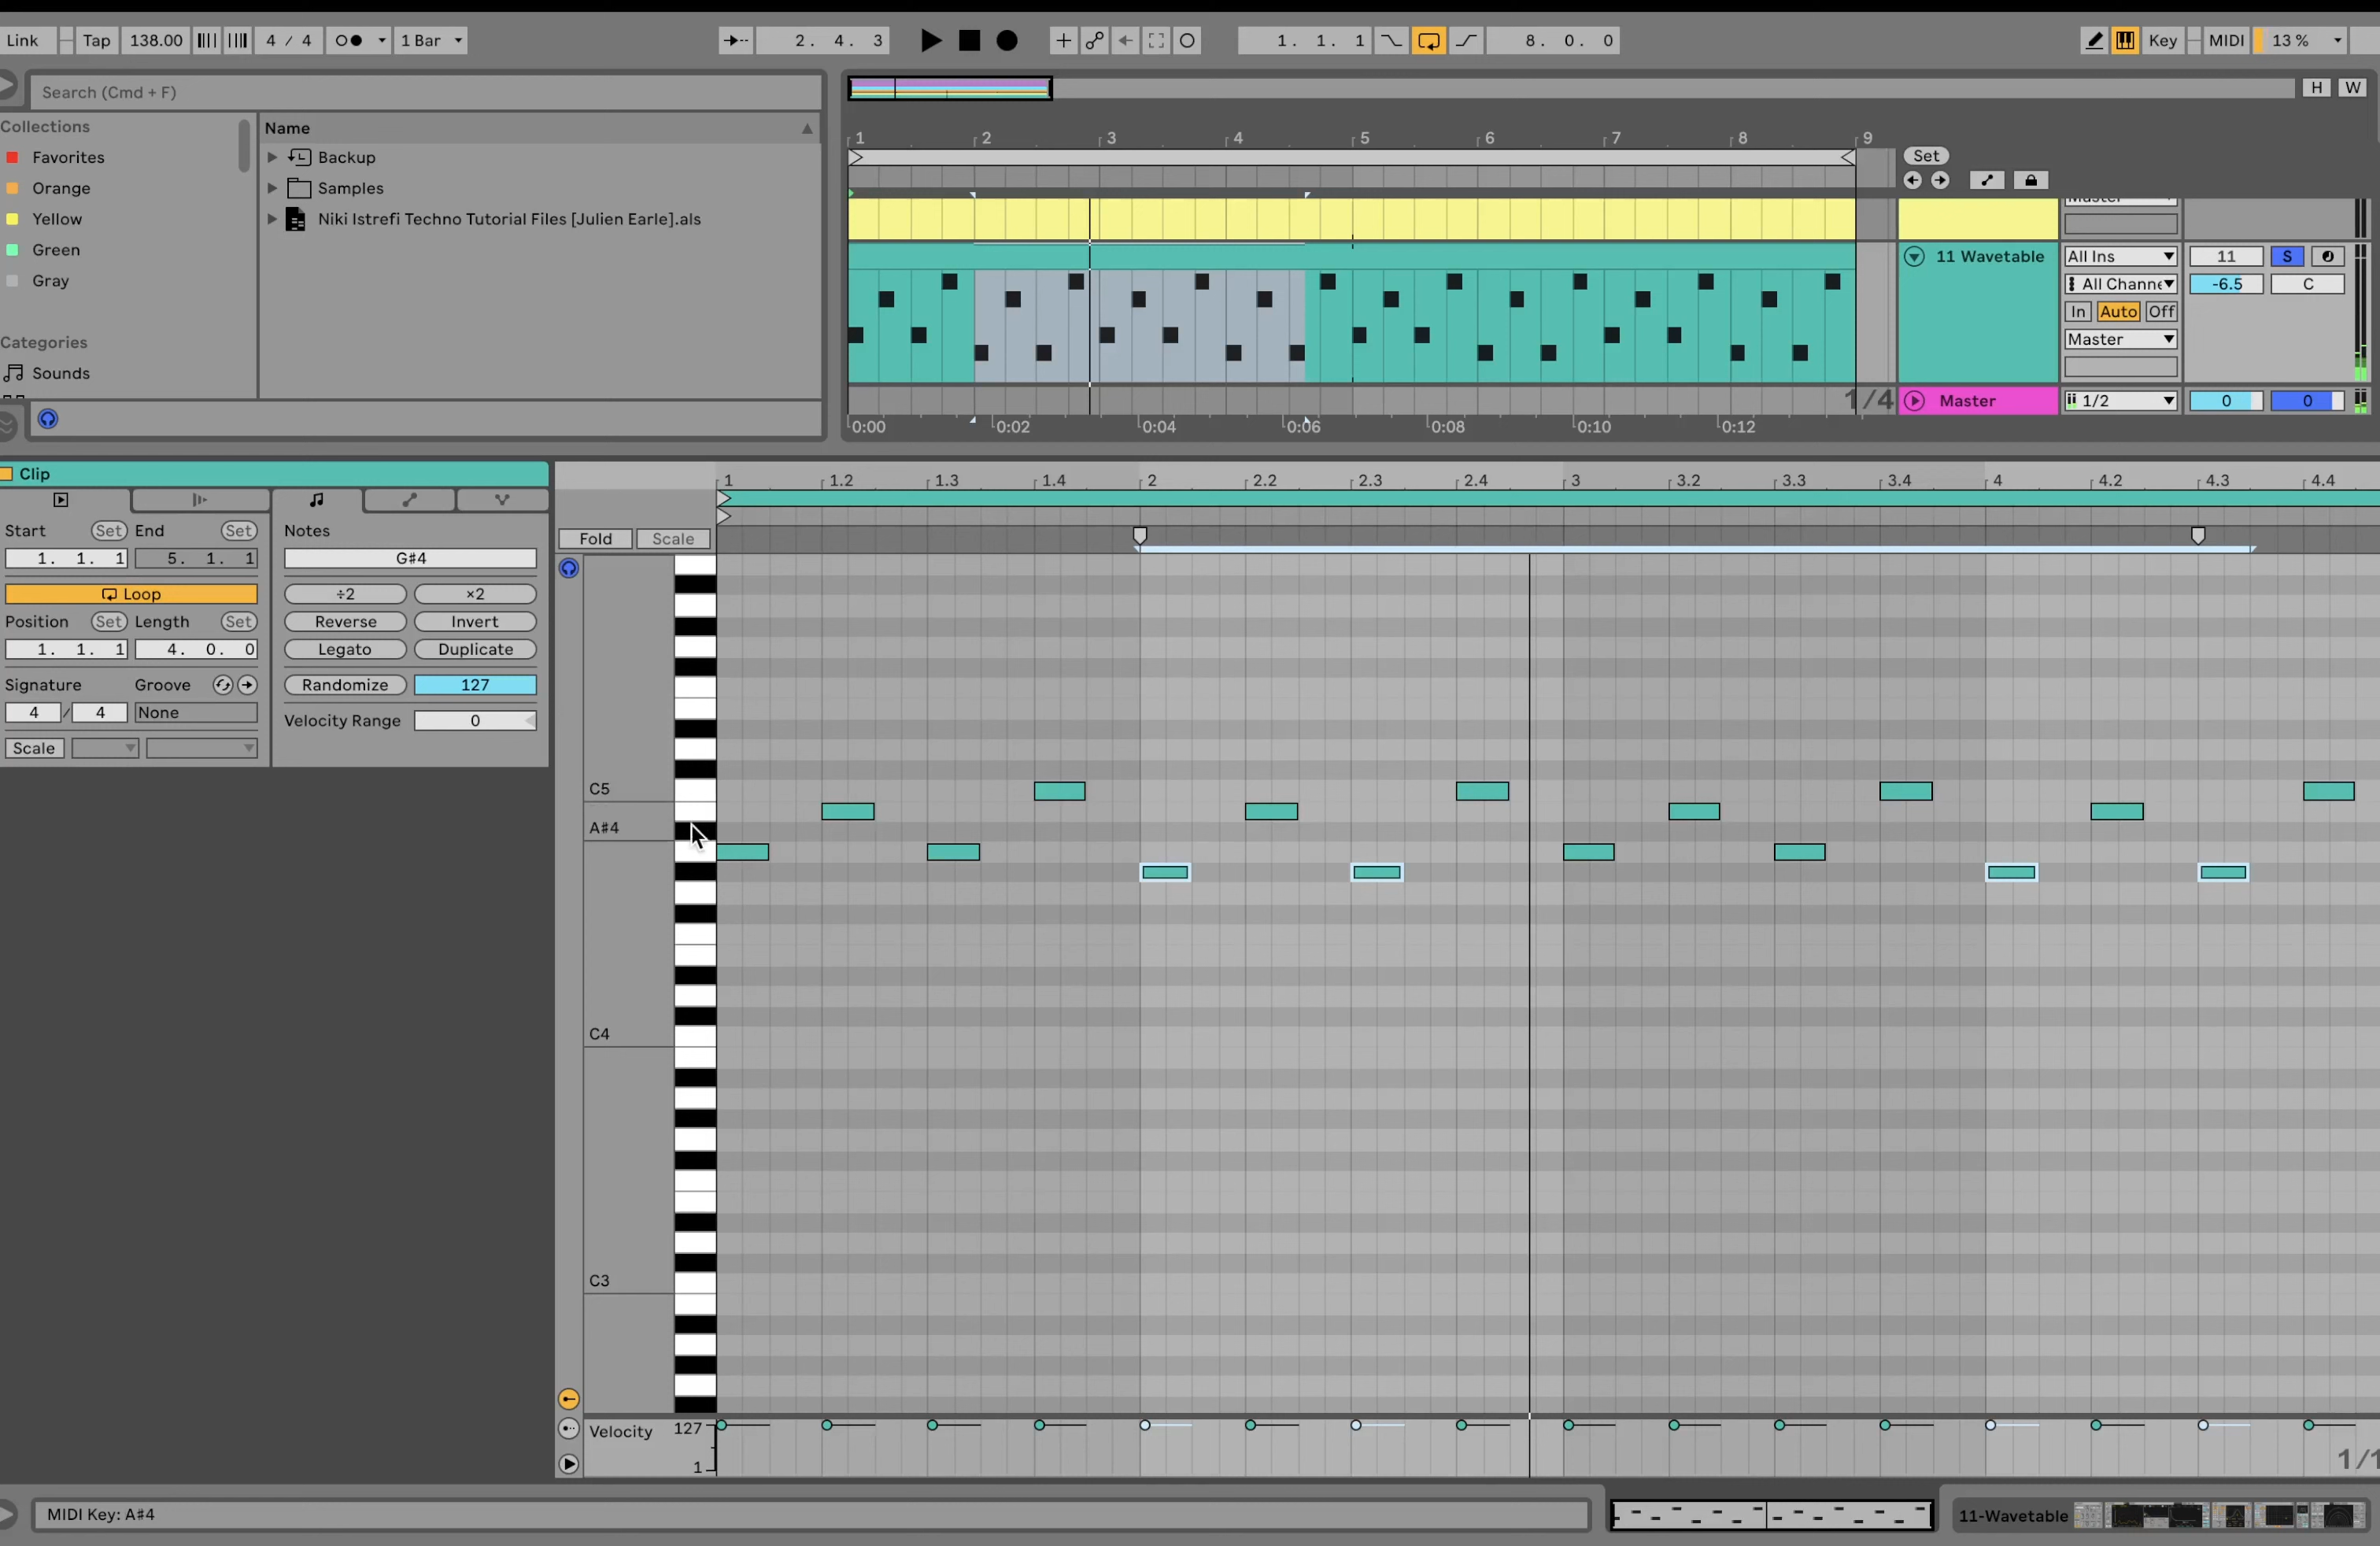 Link Tap 138.00 4 / 4 1 Bar 2. 4. 3 1. 1. 1 8. 0. 0 Key MIDI 13 %
Search (Cmd + F)
H W
Collections
Favorites
Orange
Yellow
Green
Gray
Categories
Sounds
Name
Backup
Samples
Niki Istrefi Techno Tutorial Files [Julien Earle].als
1 2 3 4 5 6 7 8 9
Set
11 Wavetable
All Ins
All Channe
In Auto Off
Master
11 S
-6.5 C
1/4
Master 1/2 0 0
0:00 0:02 0:04 0:06 0:08 0:10 0:12
Clip
Start Set End Set
1. 1. 1 5. 1. 1
Loop
Position Set Length Set
1. 1. 1 4. 0. 0
Signature Groove
4 / 4 None
Scale
Notes
G#4
÷2 ×2
Reverse Invert
Legato Duplicate
Randomize 127
Velocity Range 0
1 1.2 1.3 1.4 2 2.2 2.3 2.4 3 3.2 3.3 3.4 4 4.2 4.3 4.4
Fold Scale
C5
A#4
C4
C3
Velocity 127
1
MIDI Key: A#4
11-Wavetable